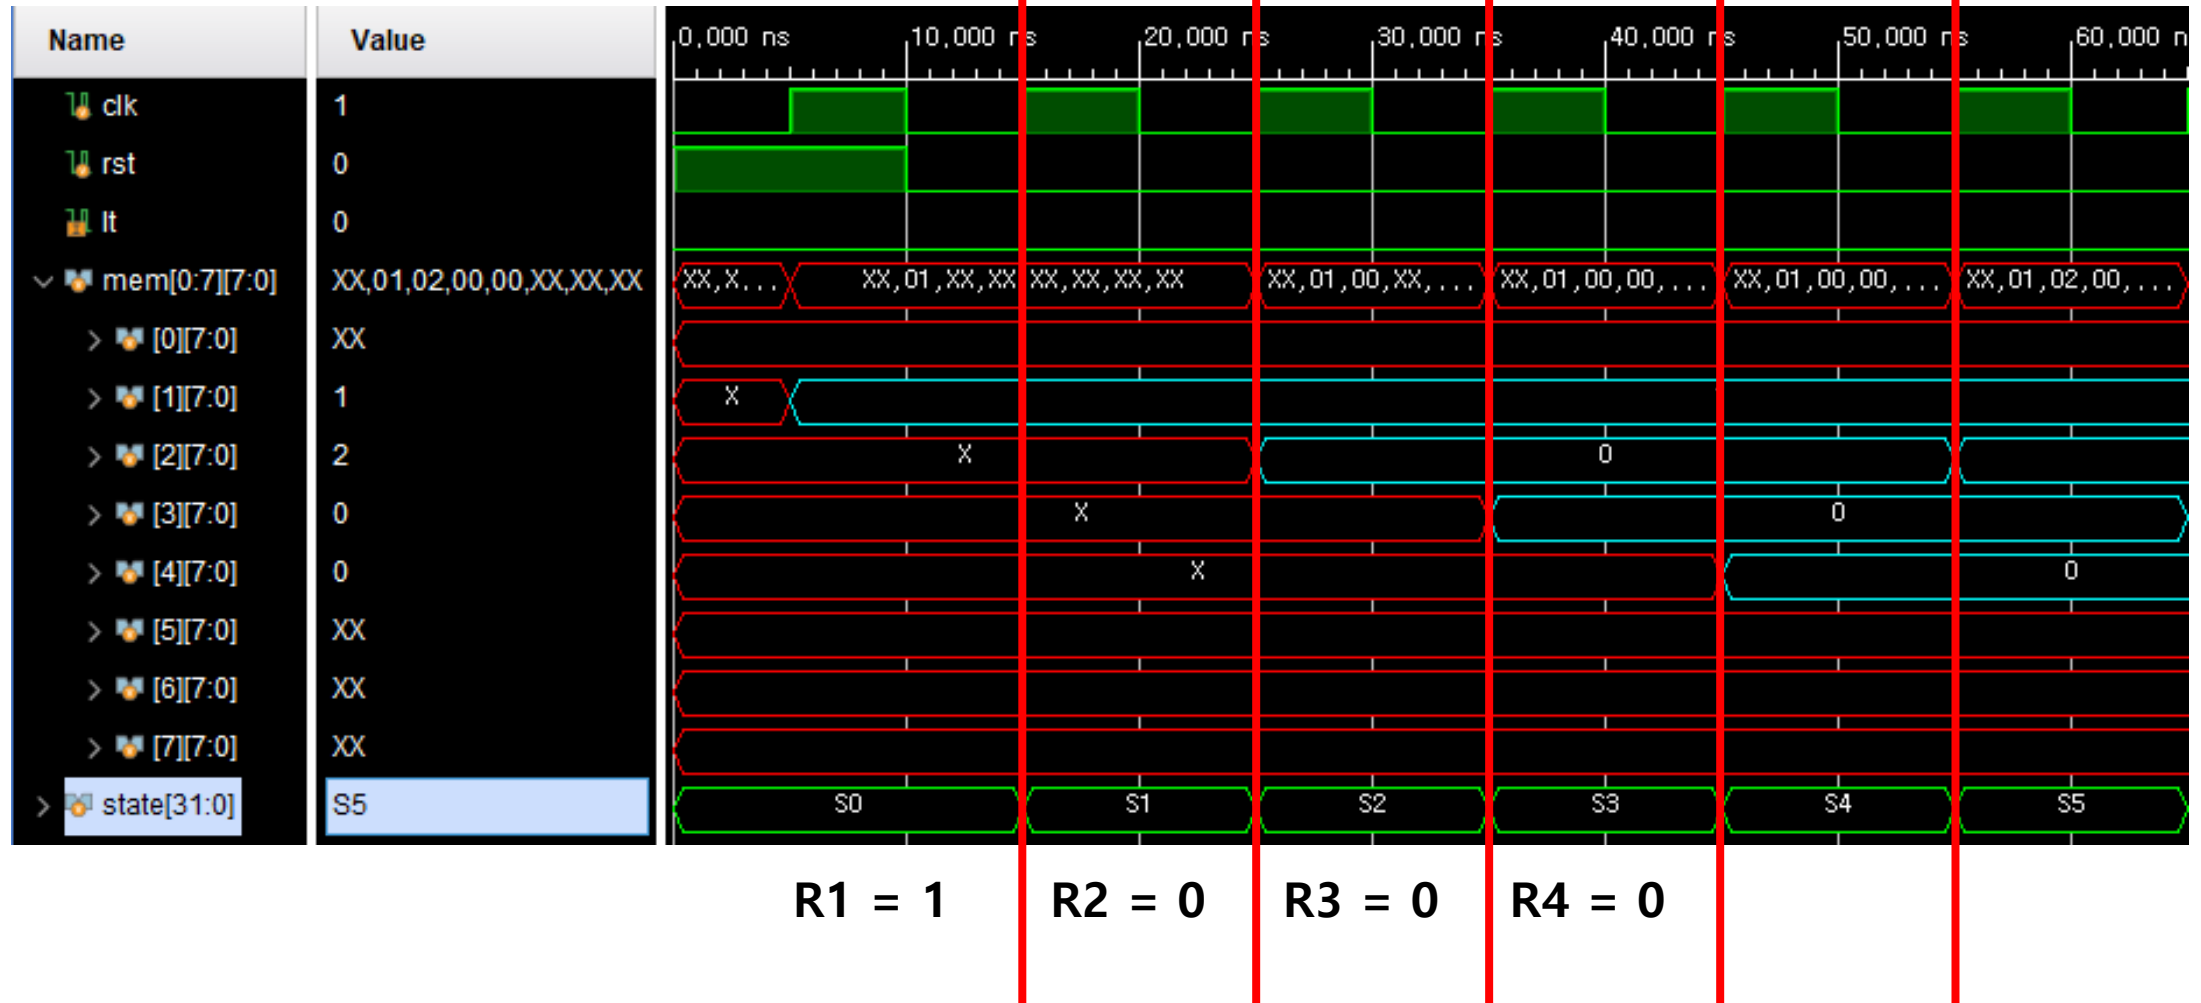 Name Value 0,000 ns 10,000 ns 20,000 ns 30,000 ns 40,000 ns 50,000 ns 60,000 n
clk 1
rst 0
lt 0
mem[0:7][7:0] XX,01,02,00,00,XX,XX,XX XX,X... XX,01,XX,XX XX,XX,XX,XX XX,01,00,XX,... XX,01,00,00,... XX,01,00,00,... XX,01,02,00,...
[0][7:0] XX
[1][7:0] 1 X
[2][7:0] 2 X 0
[3][7:0] 0 X 0
[4][7:0] 0 X 0
[5][7:0] XX
[6][7:0] XX
[7][7:0] XX
state[31:0] S5 S0 S1 S2 S3 S4 S5
R1 = 1 R2 = 0 R3 = 0 R4 = 0